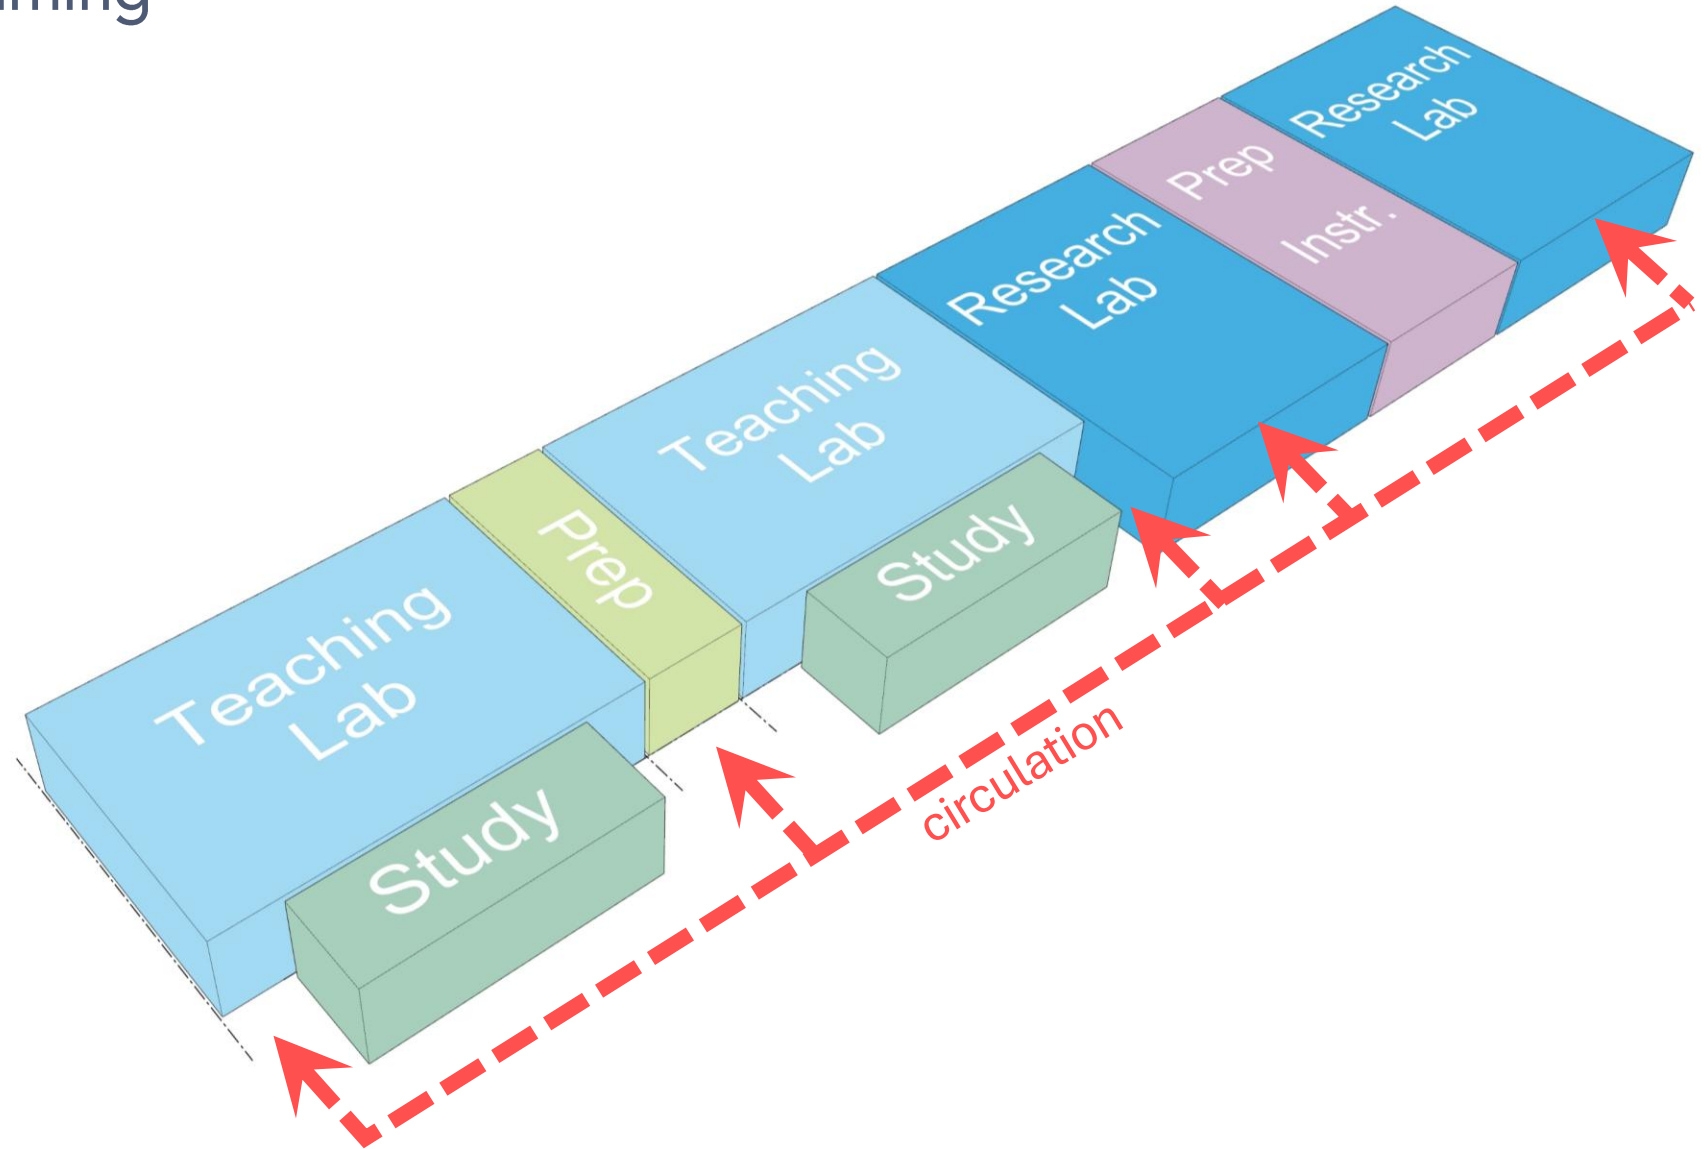 Research
Lab
Prep
Instr.
Research
Lab
Teaching
Lab
Prep
Study
Teaching
Lab
Study
circulation